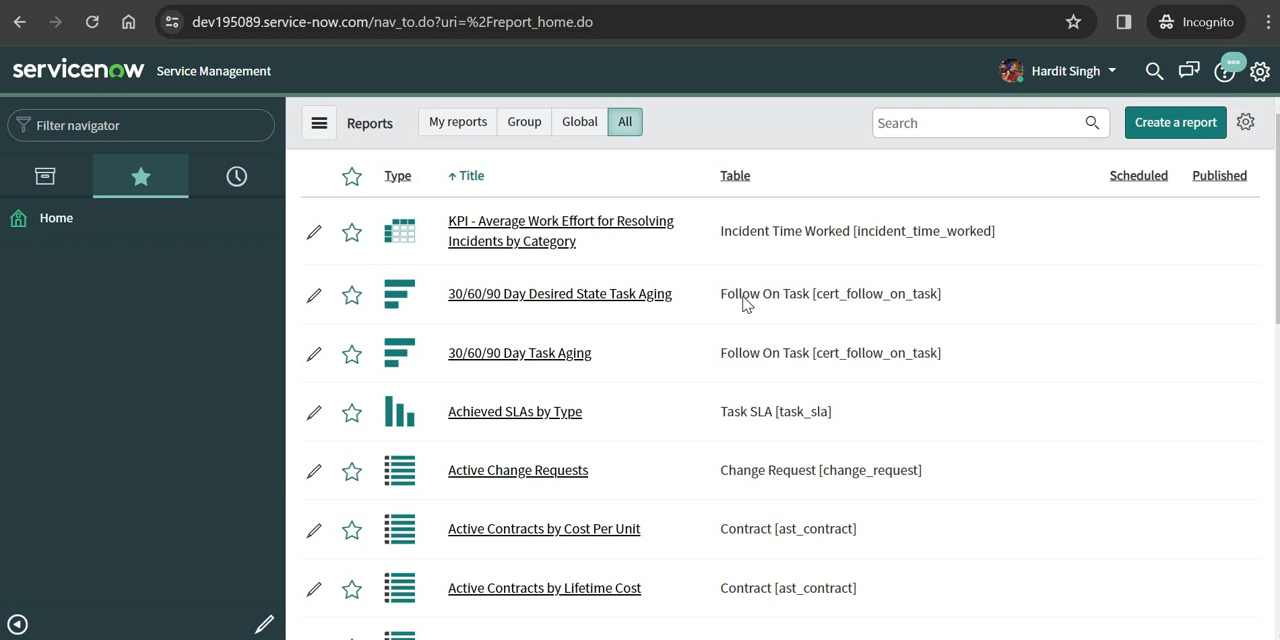 dev195089.service-now.com/nav_to.do?uri=%2Freport_home.do
Incognito
servicenow Service Management
Hardit Singh
Filter navigator
Reports
My reports
Group
Global
All
Search
Create a report
Home
Type
↑ Title
Table
Scheduled
Published
KPI - Average Work Effort for Resolving
Incidents by Category
Incident Time Worked [incident_time_worked]
30/60/90 Day Desired State Task Aging
Follow On Task [cert_follow_on_task]
30/60/90 Day Task Aging
Follow On Task [cert_follow_on_task]
Achieved SLAs by Type
Task SLA [task_sla]
Active Change Requests
Change Request [change_request]
Active Contracts by Cost Per Unit
Contract [ast_contract]
Active Contracts by Lifetime Cost
Contract [ast_contract]